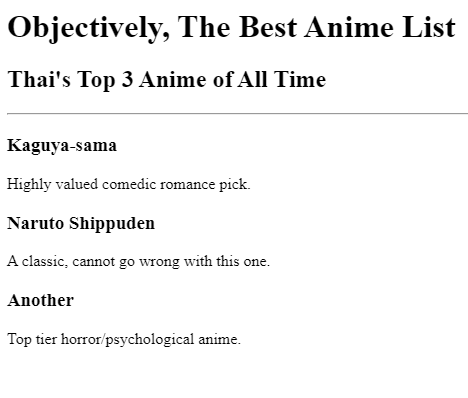 Objectively, The Best Anime List
Thai's Top 3 Anime of All Time
Kaguya-sama
Highly valued comedic romance pick.
Naruto Shippuden
A classic, cannot go wrong with this one.
Another
Top tier horror/psychological anime.